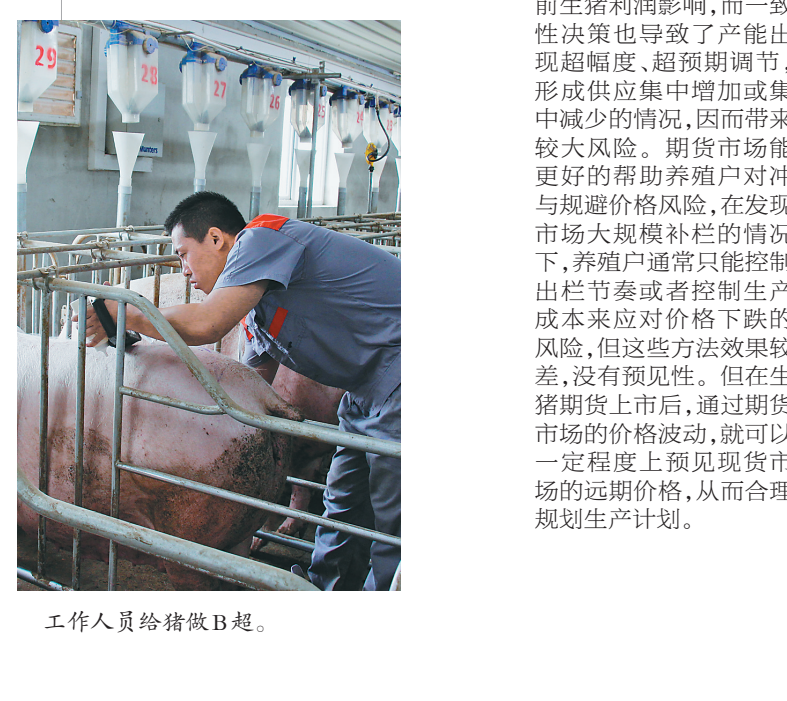 29
28
27
26
25
24
Munters
工作人员给猪做B超。
前生猪利润影响,而一致
性决策也导致了产能出
现超幅度、超预期调节,
形成供应集中增加或集
中减少的情况,因而带来
较大风险。期货市场能
更好的帮助养殖户对冲
与规避价格风险,在发现
市场大规模补栏的情况
下,养殖户通常只能控制
出栏节奏或者控制生产
成本来应对价格下跌的
风险,但这些方法效果较
差,没有预见性。但在生
猪期货上市后,通过期货
市场的价格波动,就可以
一定程度上预见现货市
场的远期价格,从而合理
规划生产计划。